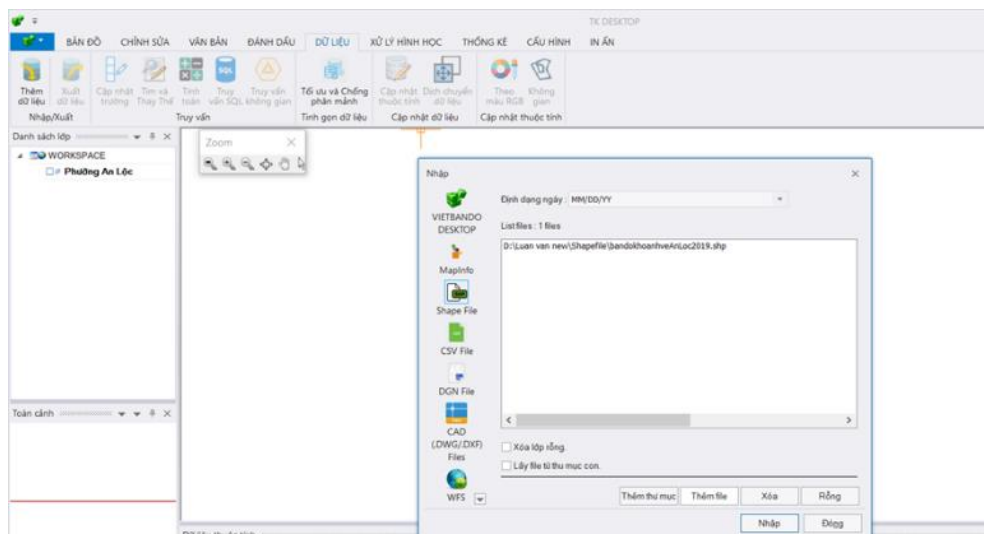 TK DESKTOP
BẢN ĐỒ CHỈNH SỬA VĂN BẢN ĐÁNH DẤU DỮ LIỆU XỬ LÝ HÌNH HỌC THỐNG KÊ CẤU HÌNH IN ẤN
Thêm dữ liệu
Xuất dữ liệu
Cập nhật trường
Tìm và Thay Thế
Tính toán
Truy vấn SQL
Truy vấn không gian
Tối ưu và Chống phân mảnh
Cập nhật thuộc tính
Dịch chuyển dữ liệu
Theo màu RGB
Không gian
Nhập/Xuất Truy vấn Tinh gọn dữ liệu Cập nhật dữ liệu Cập nhật thuộc tính
Danh sách lớp
WORKSPACE
Phường An Lộc
Zoom
Toàn cảnh
Nhập
VIETBANDO DESKTOP
MapInfo
Shape File
CSV File
DGN File
CAD (.DWG/.DXF) Files
WFS
Định dạng ngày: MM/DD/YY
List files : 1 files
D:\Luan van new\Shapefile\bandokhoanhveAnLoc2019.shp
Xóa lớp rỗng.
Lấy file từ thư mục con.
Thêm thư mục Thêm file Xóa Rỗng
Nhập Đóng